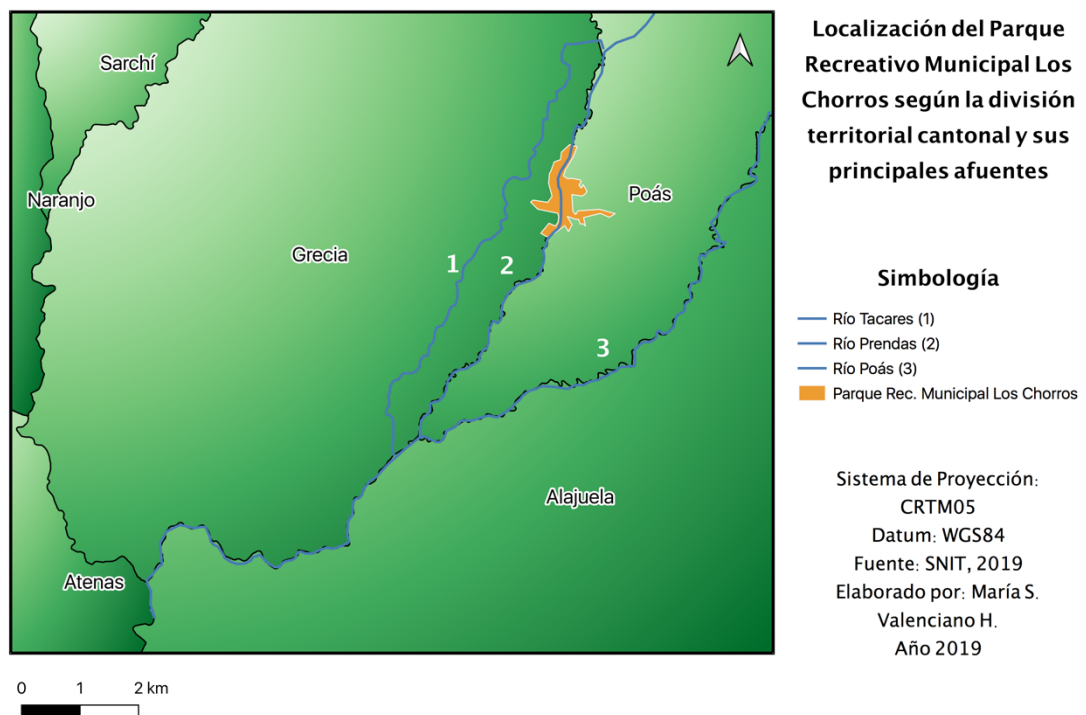 Localización del Parque
Recreativo Municipal Los
Chorros según la división
territorial cantonal y sus
principales afuentes
Sarchí
Naranjo
Poás
Grecia
1
2
3
Alajuela
Atenas
Simbología
Río Tacares (1)
Río Prendas (2)
Río Poás (3)
Parque Rec. Municipal Los Chorros
Sistema de Proyección:
CRTM05
Datum: WGS84
Fuente: SNIT, 2019
Elaborado por: María S.
Valenciano H.
Año 2019
0 1 2 km